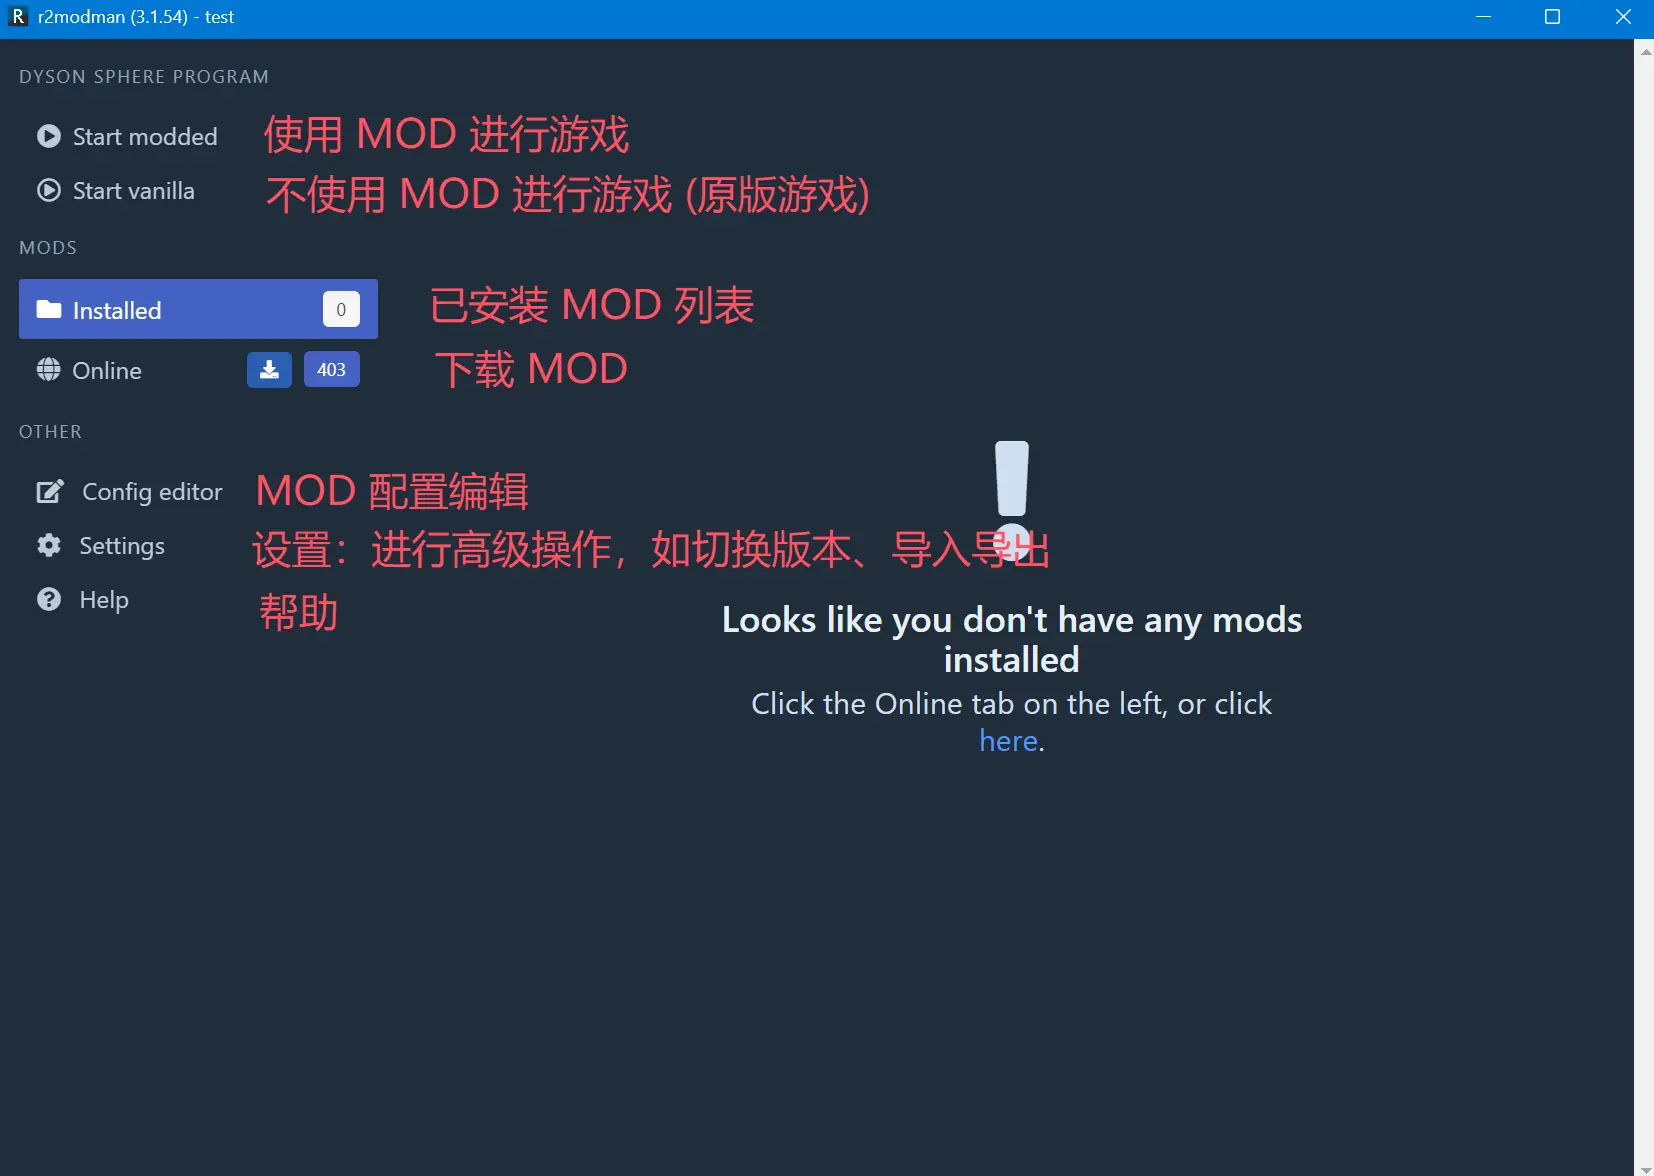 r2modman (3.1.54) - test
DYSON SPHERE PROGRAM
Start modded 使用 MOD 进行游戏
Start vanilla 不使用 MOD 进行游戏 (原版游戏)
MODS
Installed 0 已安装 MOD 列表
Online 403 下载 MOD
OTHER
Config editor MOD 配置编辑
Settings 设置：进行高级操作，如切换版本、导入导出
Help 帮助
Looks like you don't have any mods
installed
Click the Online tab on the left, or click
here.